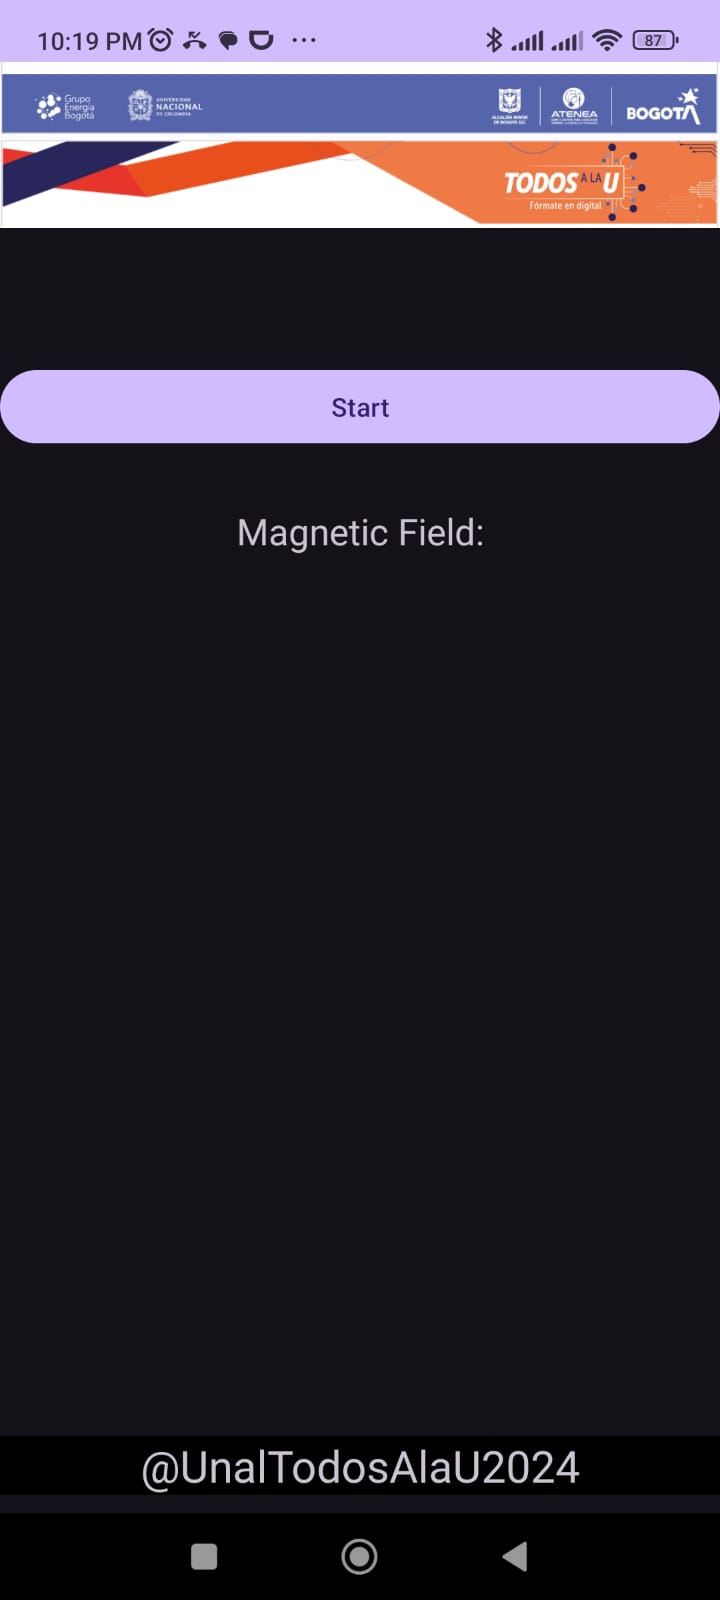 10:19 PM
87
Grupo
Energía
Bogotá
UNIVERSIDAD
NACIONAL
DE COLOMBIA
ALCALDÍA MAYOR
DE BOGOTÁ D.C.
ATENEA
BOGOTÁ
TODOS A LA U
Fórmate en digital
Start
Magnetic Field:
@UnalTodosAlaU2024